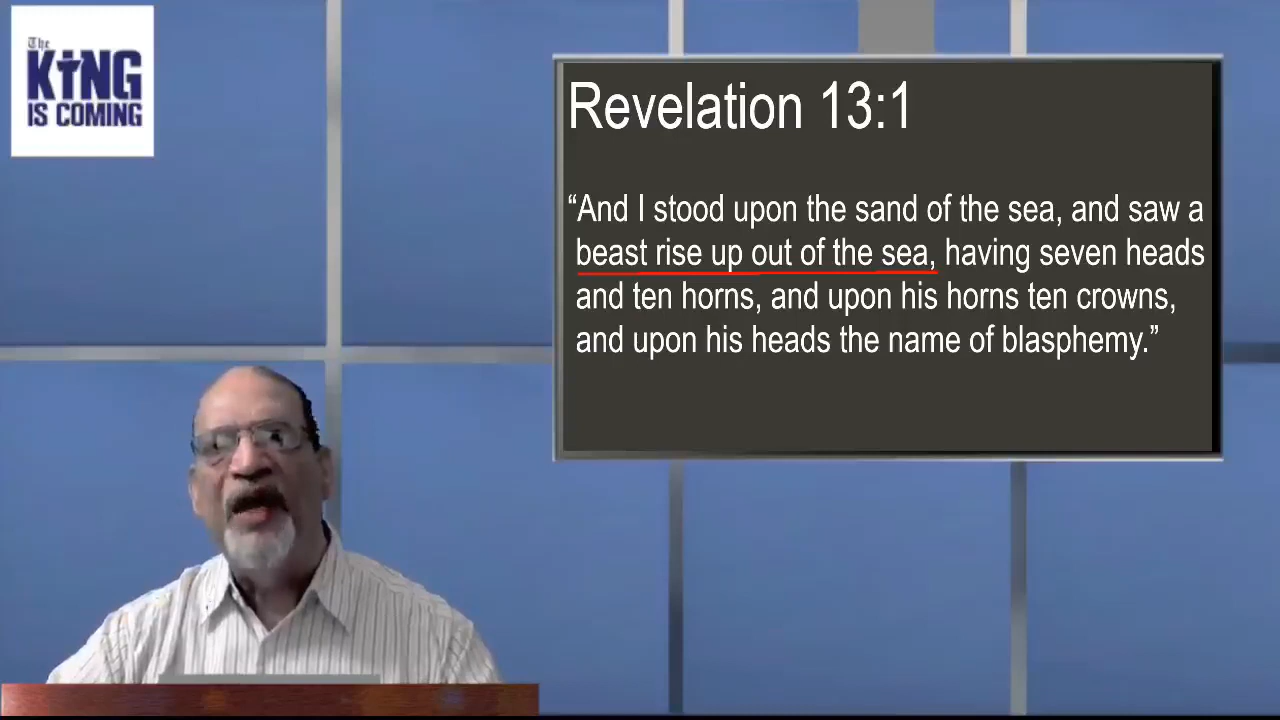 The
KING
IS COMING
Revelation 13:1
“And I stood upon the sand of the sea, and saw a
beast rise up out of the sea, having seven heads
and ten horns, and upon his horns ten crowns,
and upon his heads the name of blasphemy.”